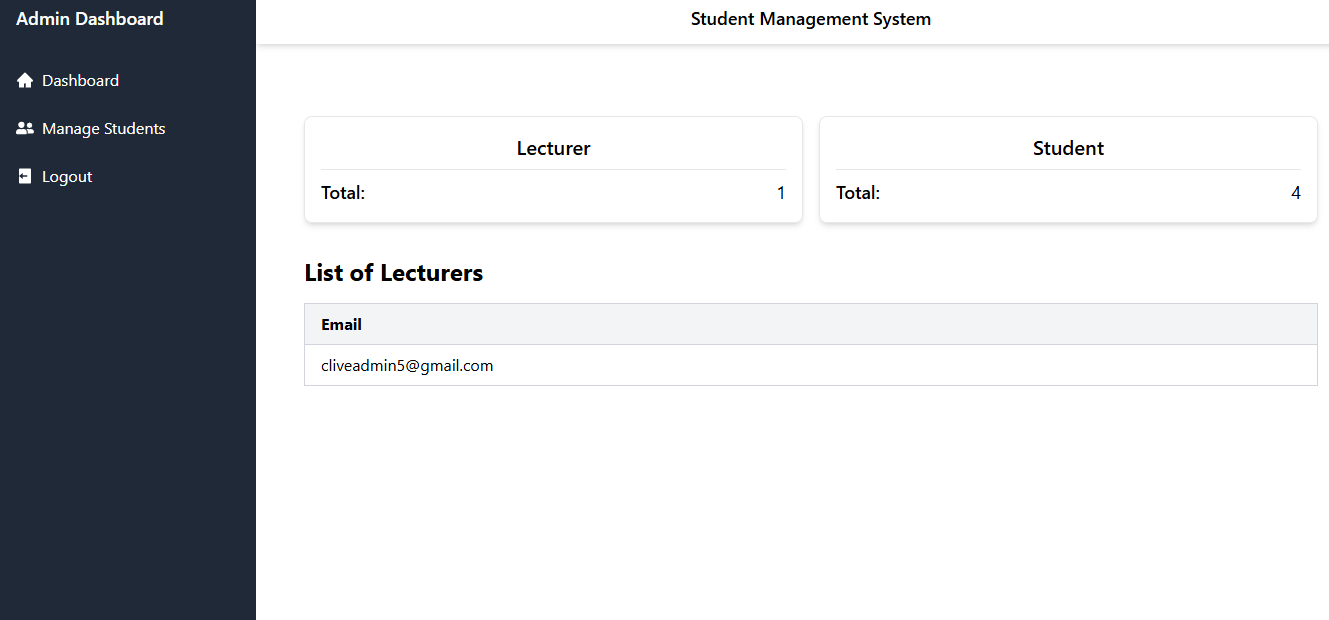 Admin Dashboard
Dashboard
Manage Students
Logout
Student Management System
Lecturer
Total: 1
Student
Total: 4
List of Lecturers
Email
cliveadmin5@gmail.com